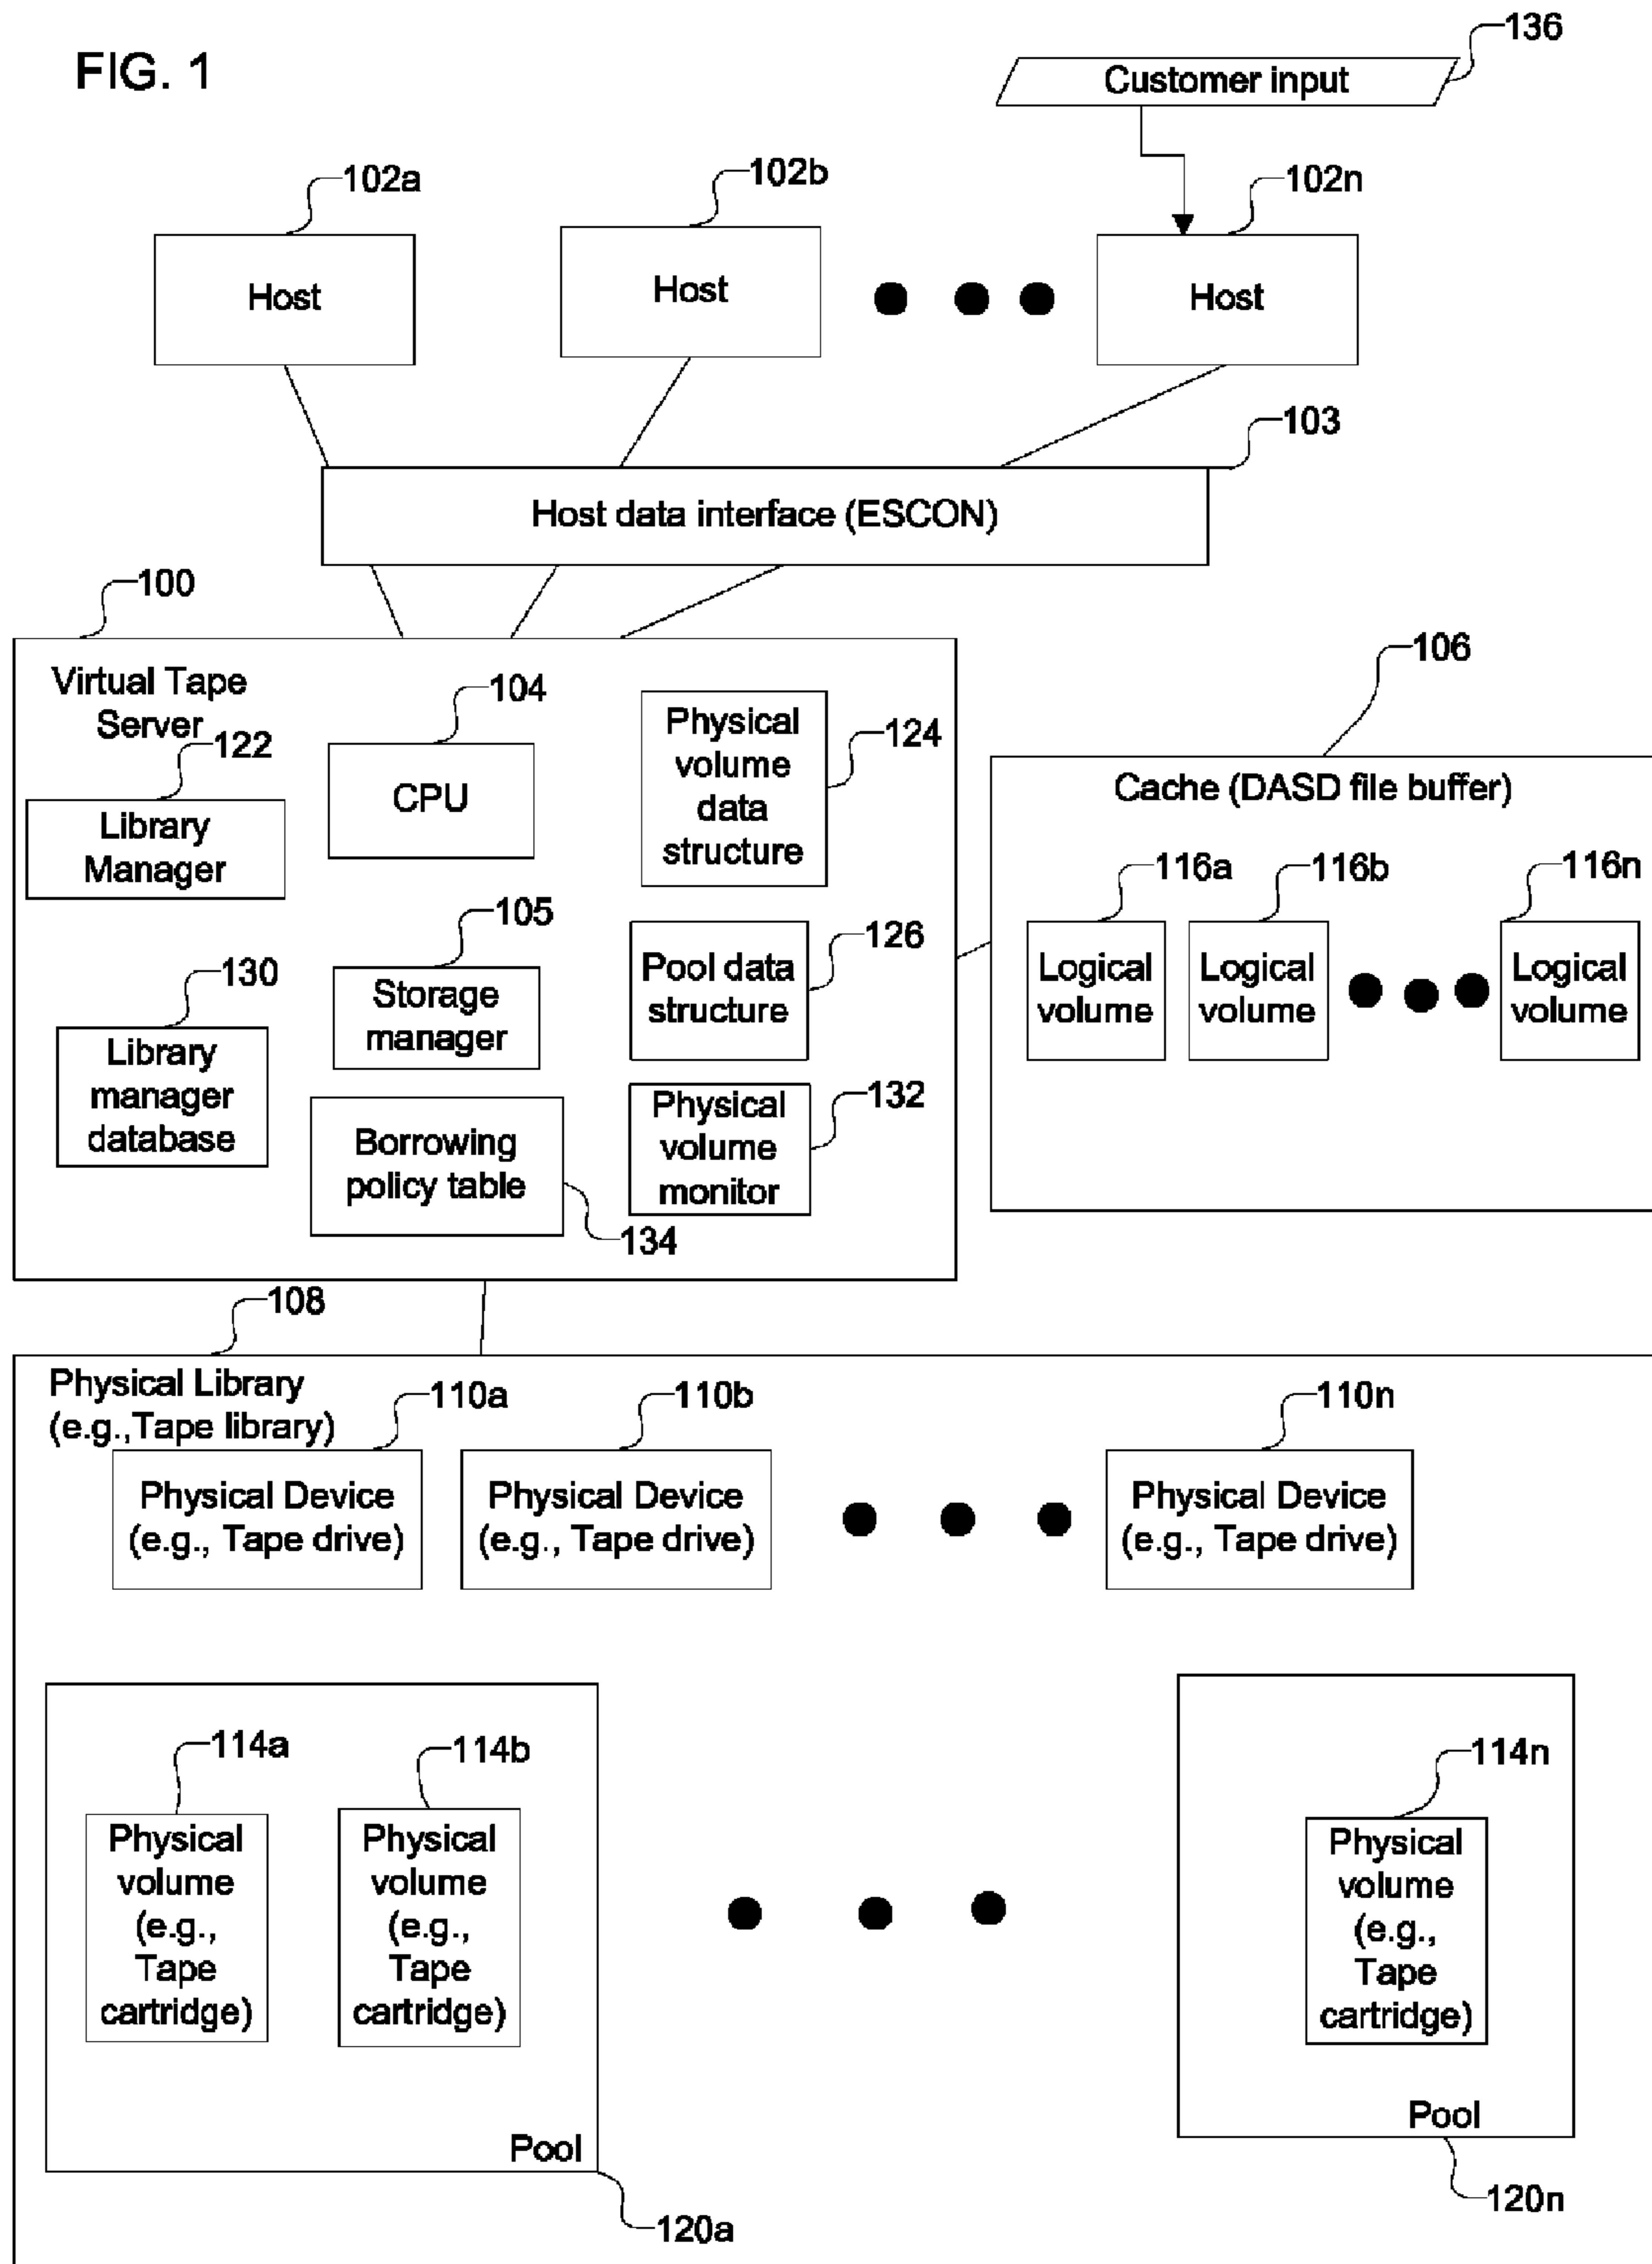 FIG. 1
136
Customer input
102a
102b
102n
Host
Host
Host
103
Host data interface (ESCON)
100
Virtual Tape
Server
122
Library
Manager
104
CPU
Physical
volume
data
structure
124
106
Cache (DASD file buffer)
116a
116b
116n
Logical
volume
Logical
volume
Logical
volume
105
Storage
manager
126
Pool data
structure
130
Library
manager
database
Borrowing
policy table
134
Physical
volume
monitor
132
108
Physical Library
(e.g.,Tape library)
110a
110b
110n
Physical Device
(e.g., Tape drive)
Physical Device
(e.g., Tape drive)
Physical Device
(e.g., Tape drive)
114a
114b
114n
Physical
volume
(e.g.,
Tape
cartridge)
Physical
volume
(e.g.,
Tape
cartridge)
Physical
volume
(e.g.,
Tape
cartridge)
Pool
Pool
120a
120n